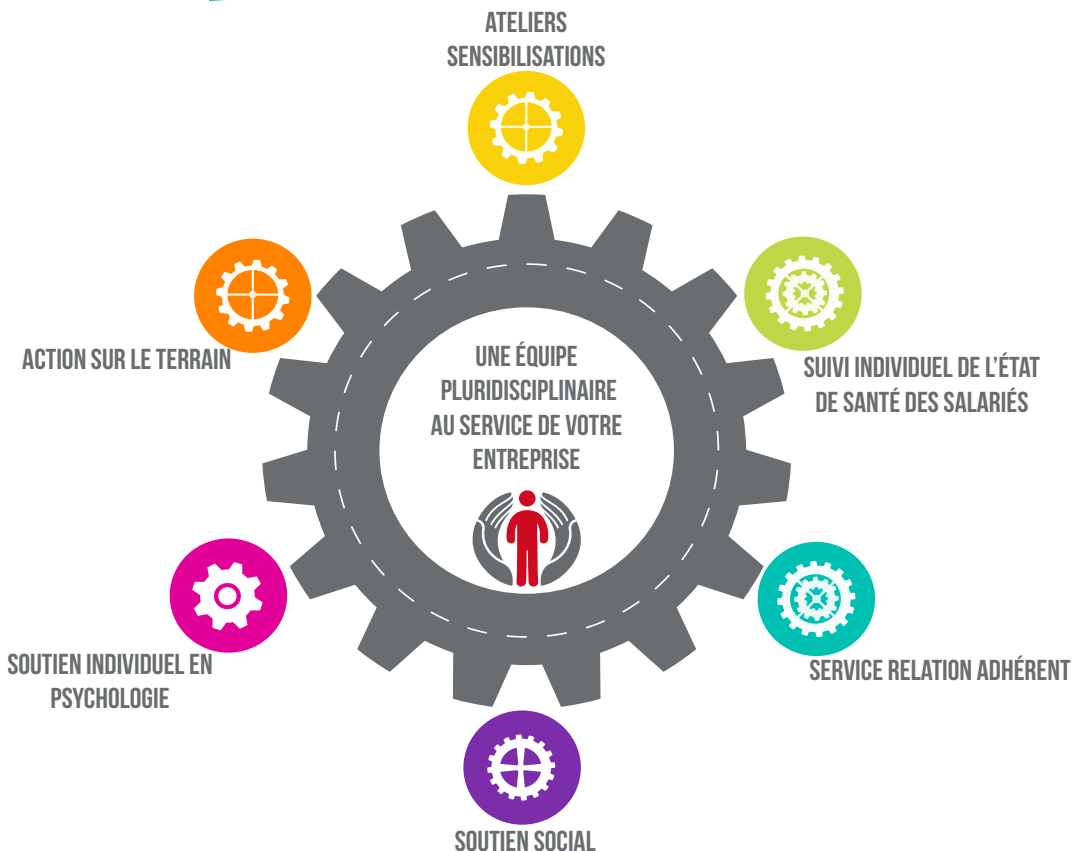 ATELIERS
SENSIBILISATIONS
ACTION SUR LE TERRAIN
SUIVI INDIVIDUEL DE L'ÉTAT
DE SANTÉ DES SALARIÉS
UNE ÉQUIPE
PLURIDISCIPLINAIRE
AU SERVICE DE VOTRE
ENTREPRISE
SOUTIEN INDIVIDUEL EN
PSYCHOLOGIE
SERVICE RELATION ADHÉRENT
SOUTIEN SOCIAL